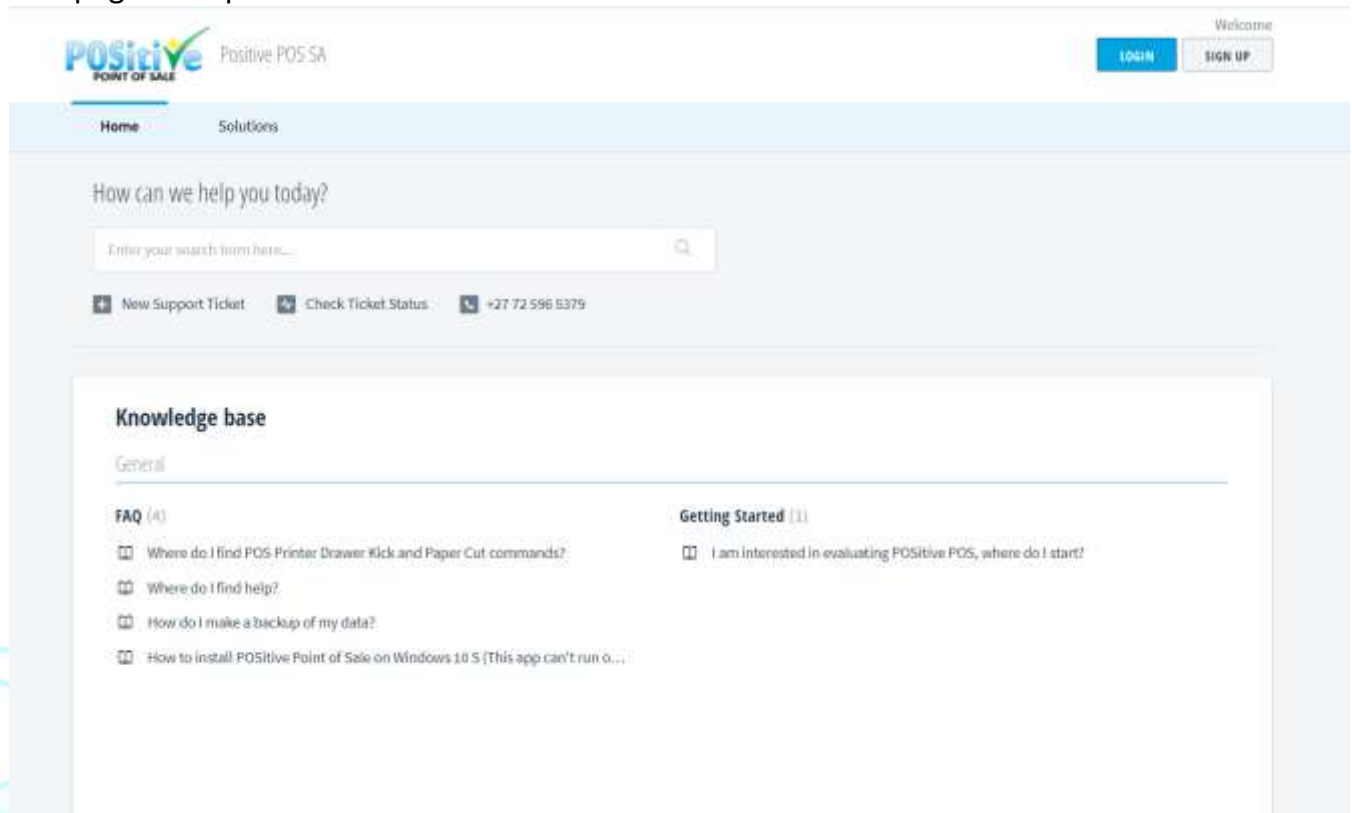 Welcome
POSitive
POINT OF SALE
Positive POS SA
LOGIN
SIGN UP
Home
Solutions
How can we help you today?
Enter your search term here...
New Support Ticket
Check Ticket Status
+27 72 596 5379
Knowledge base
General
FAQ (4)
Where do I find POS Printer Drawer Kick and Paper Cut commands?
Where do I find help?
How do I make a backup of my data?
How to install POSitive Point of Sale on Windows 10 S (This app can't run o...
Getting Started (1)
I am interested in evaluating POSitive POS, where do I start?